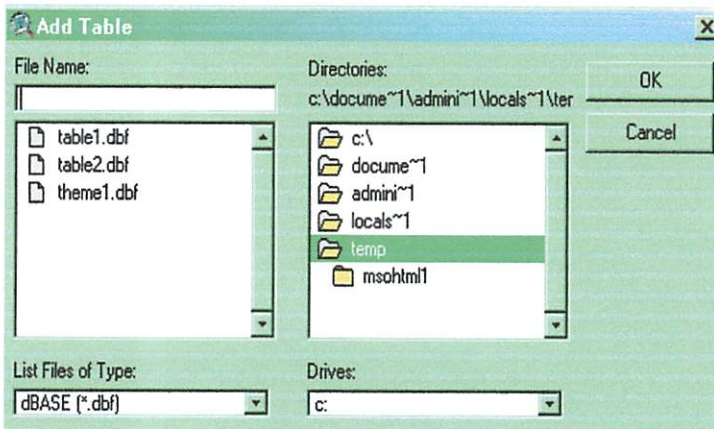 Add Table
File Name:
Directories:
c:\docume~1\admini~1\locals~1\ter
OK
Cancel
table1.dbf
table2.dbf
theme1.dbf
c:\
docume~1
admini~1
locals~1
temp
msohtml1
List Files of Type:
dBASE (*.dbf)
Drives:
c: